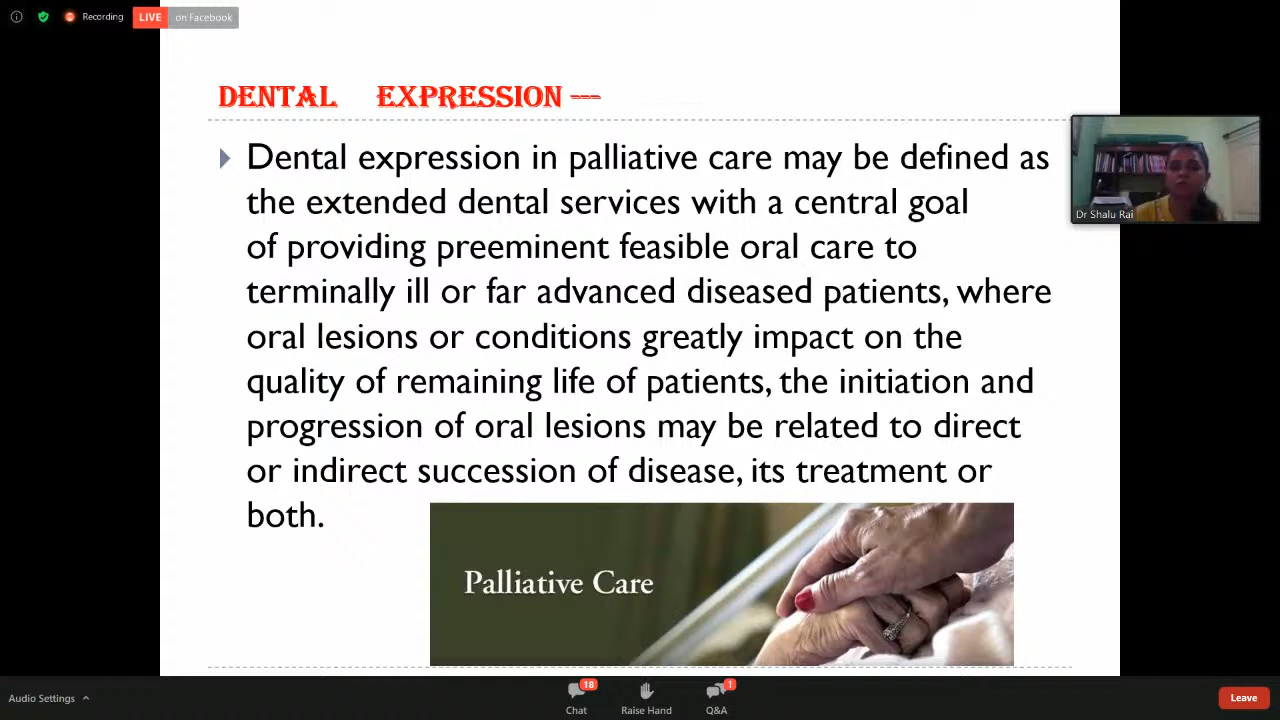 Recording
LIVE on Facebook
DENTAL EXPRESSION ---
Dental expression in palliative care may be defined as
the extended dental services with a central goal
of providing preeminent feasible oral care to
terminally ill or far advanced diseased patients, where
oral lesions or conditions greatly impact on the
quality of remaining life of patients, the initiation and
progression of oral lesions may be related to direct
or indirect succession of disease, its treatment or
both.
Palliative Care
Dr Shalu Rai
Audio Settings
18
Chat
Raise Hand
1
Q&A
Leave